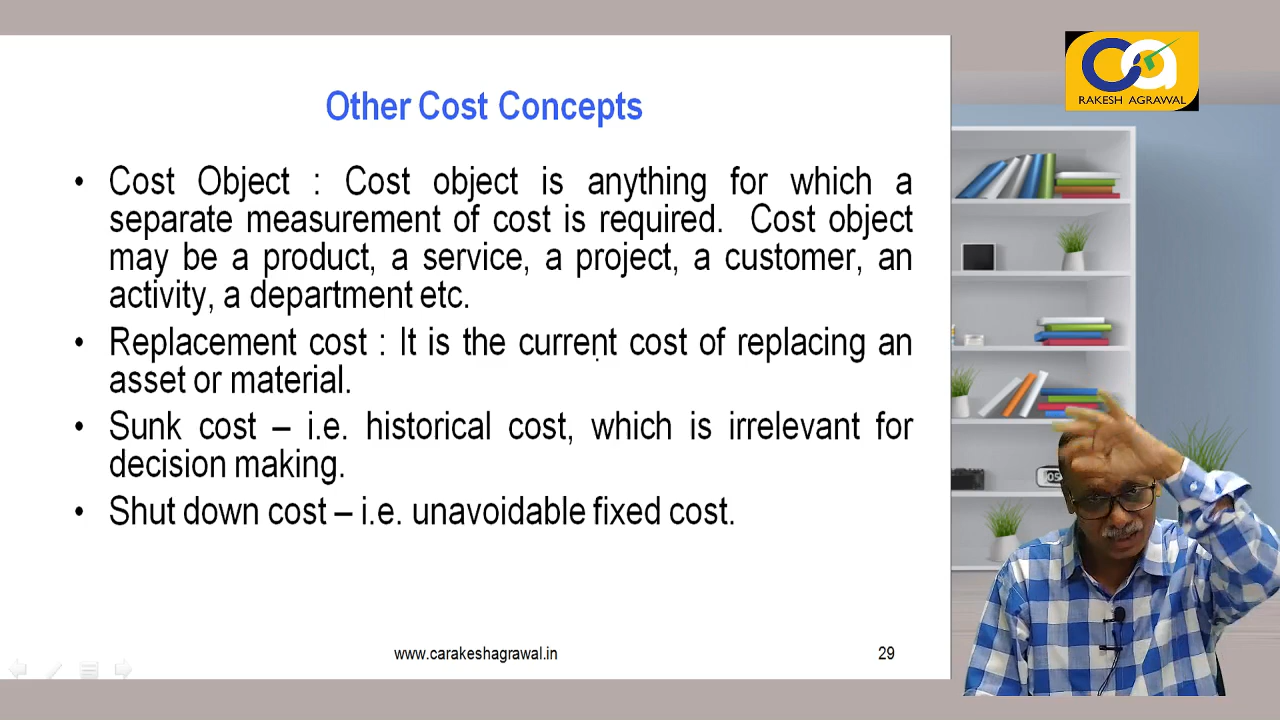 Other Cost Concepts
• Cost Object : Cost object is anything for which a
separate measurement of cost is required. Cost object
may be a product, a service, a project, a customer, an
activity, a department etc.
• Replacement cost : It is the current cost of replacing an
asset or material.
• Sunk cost – i.e. historical cost, which is irrelevant for
decision making.
• Shut down cost – i.e. unavoidable fixed cost.
www.carakeshagrawal.in
29
ca
RAKESH AGRAWAL